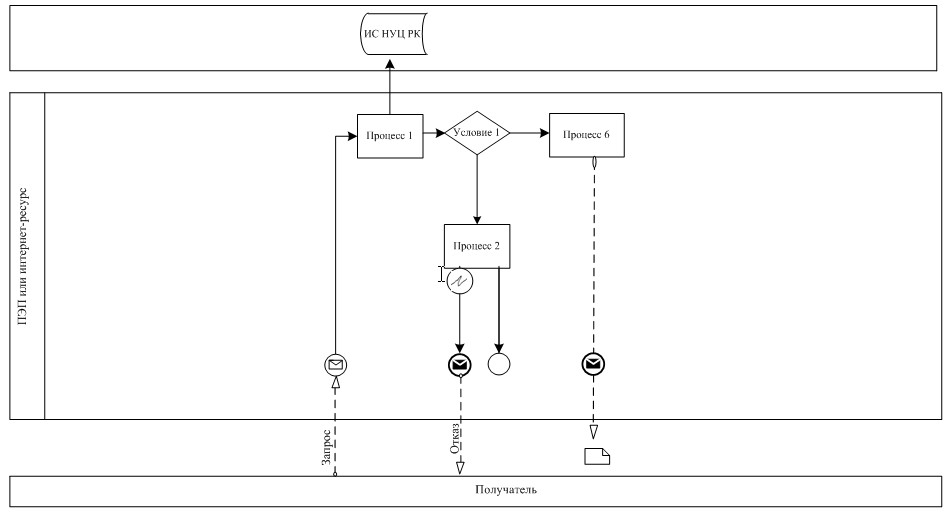 ИС НУЦ РК
Процесс 1
Условие 1
Процесс 6
ПЭП или интернет-ресурс
Процесс 2
Запрос
Отказ
Получатель